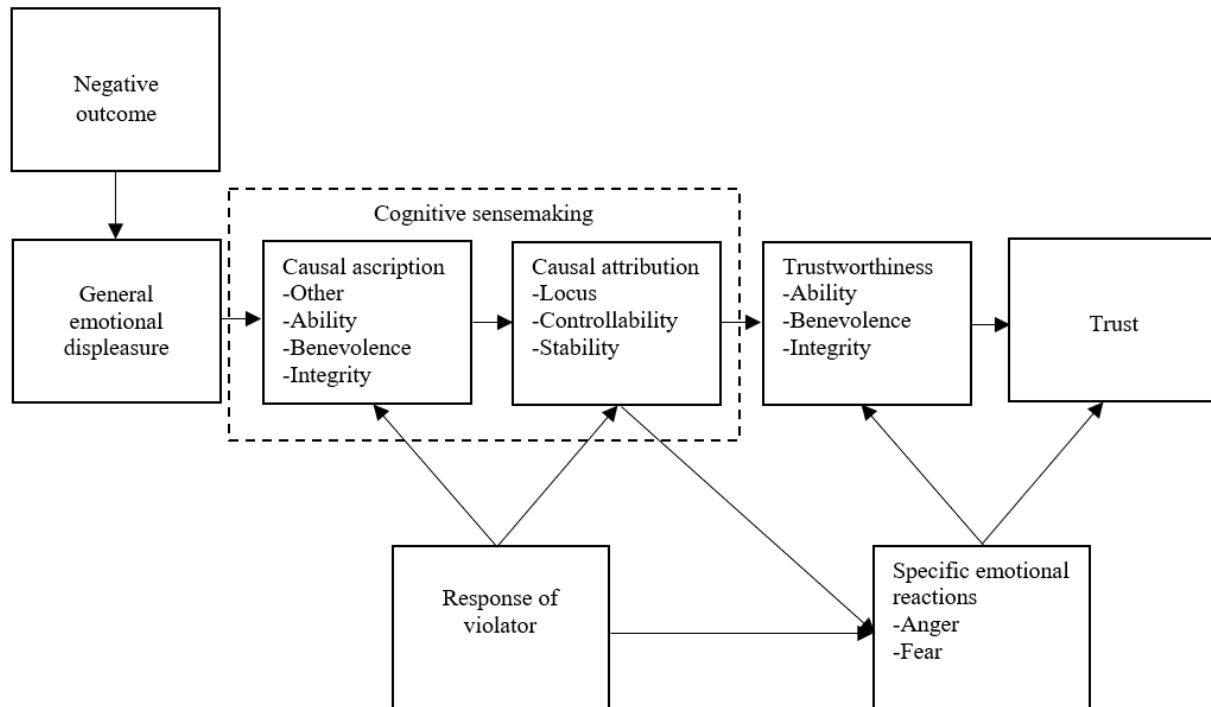 Negative
outcome
Cognitive sensemaking
General
emotional
displeasure
Causal ascription
-Other
-Ability
-Benevolence
-Integrity
Causal attribution
-Locus
-Controllability
-Stability
Trustworthiness
-Ability
-Benevolence
-Integrity
Trust
Response of
violator
Specific emotional
reactions
-Anger
-Fear